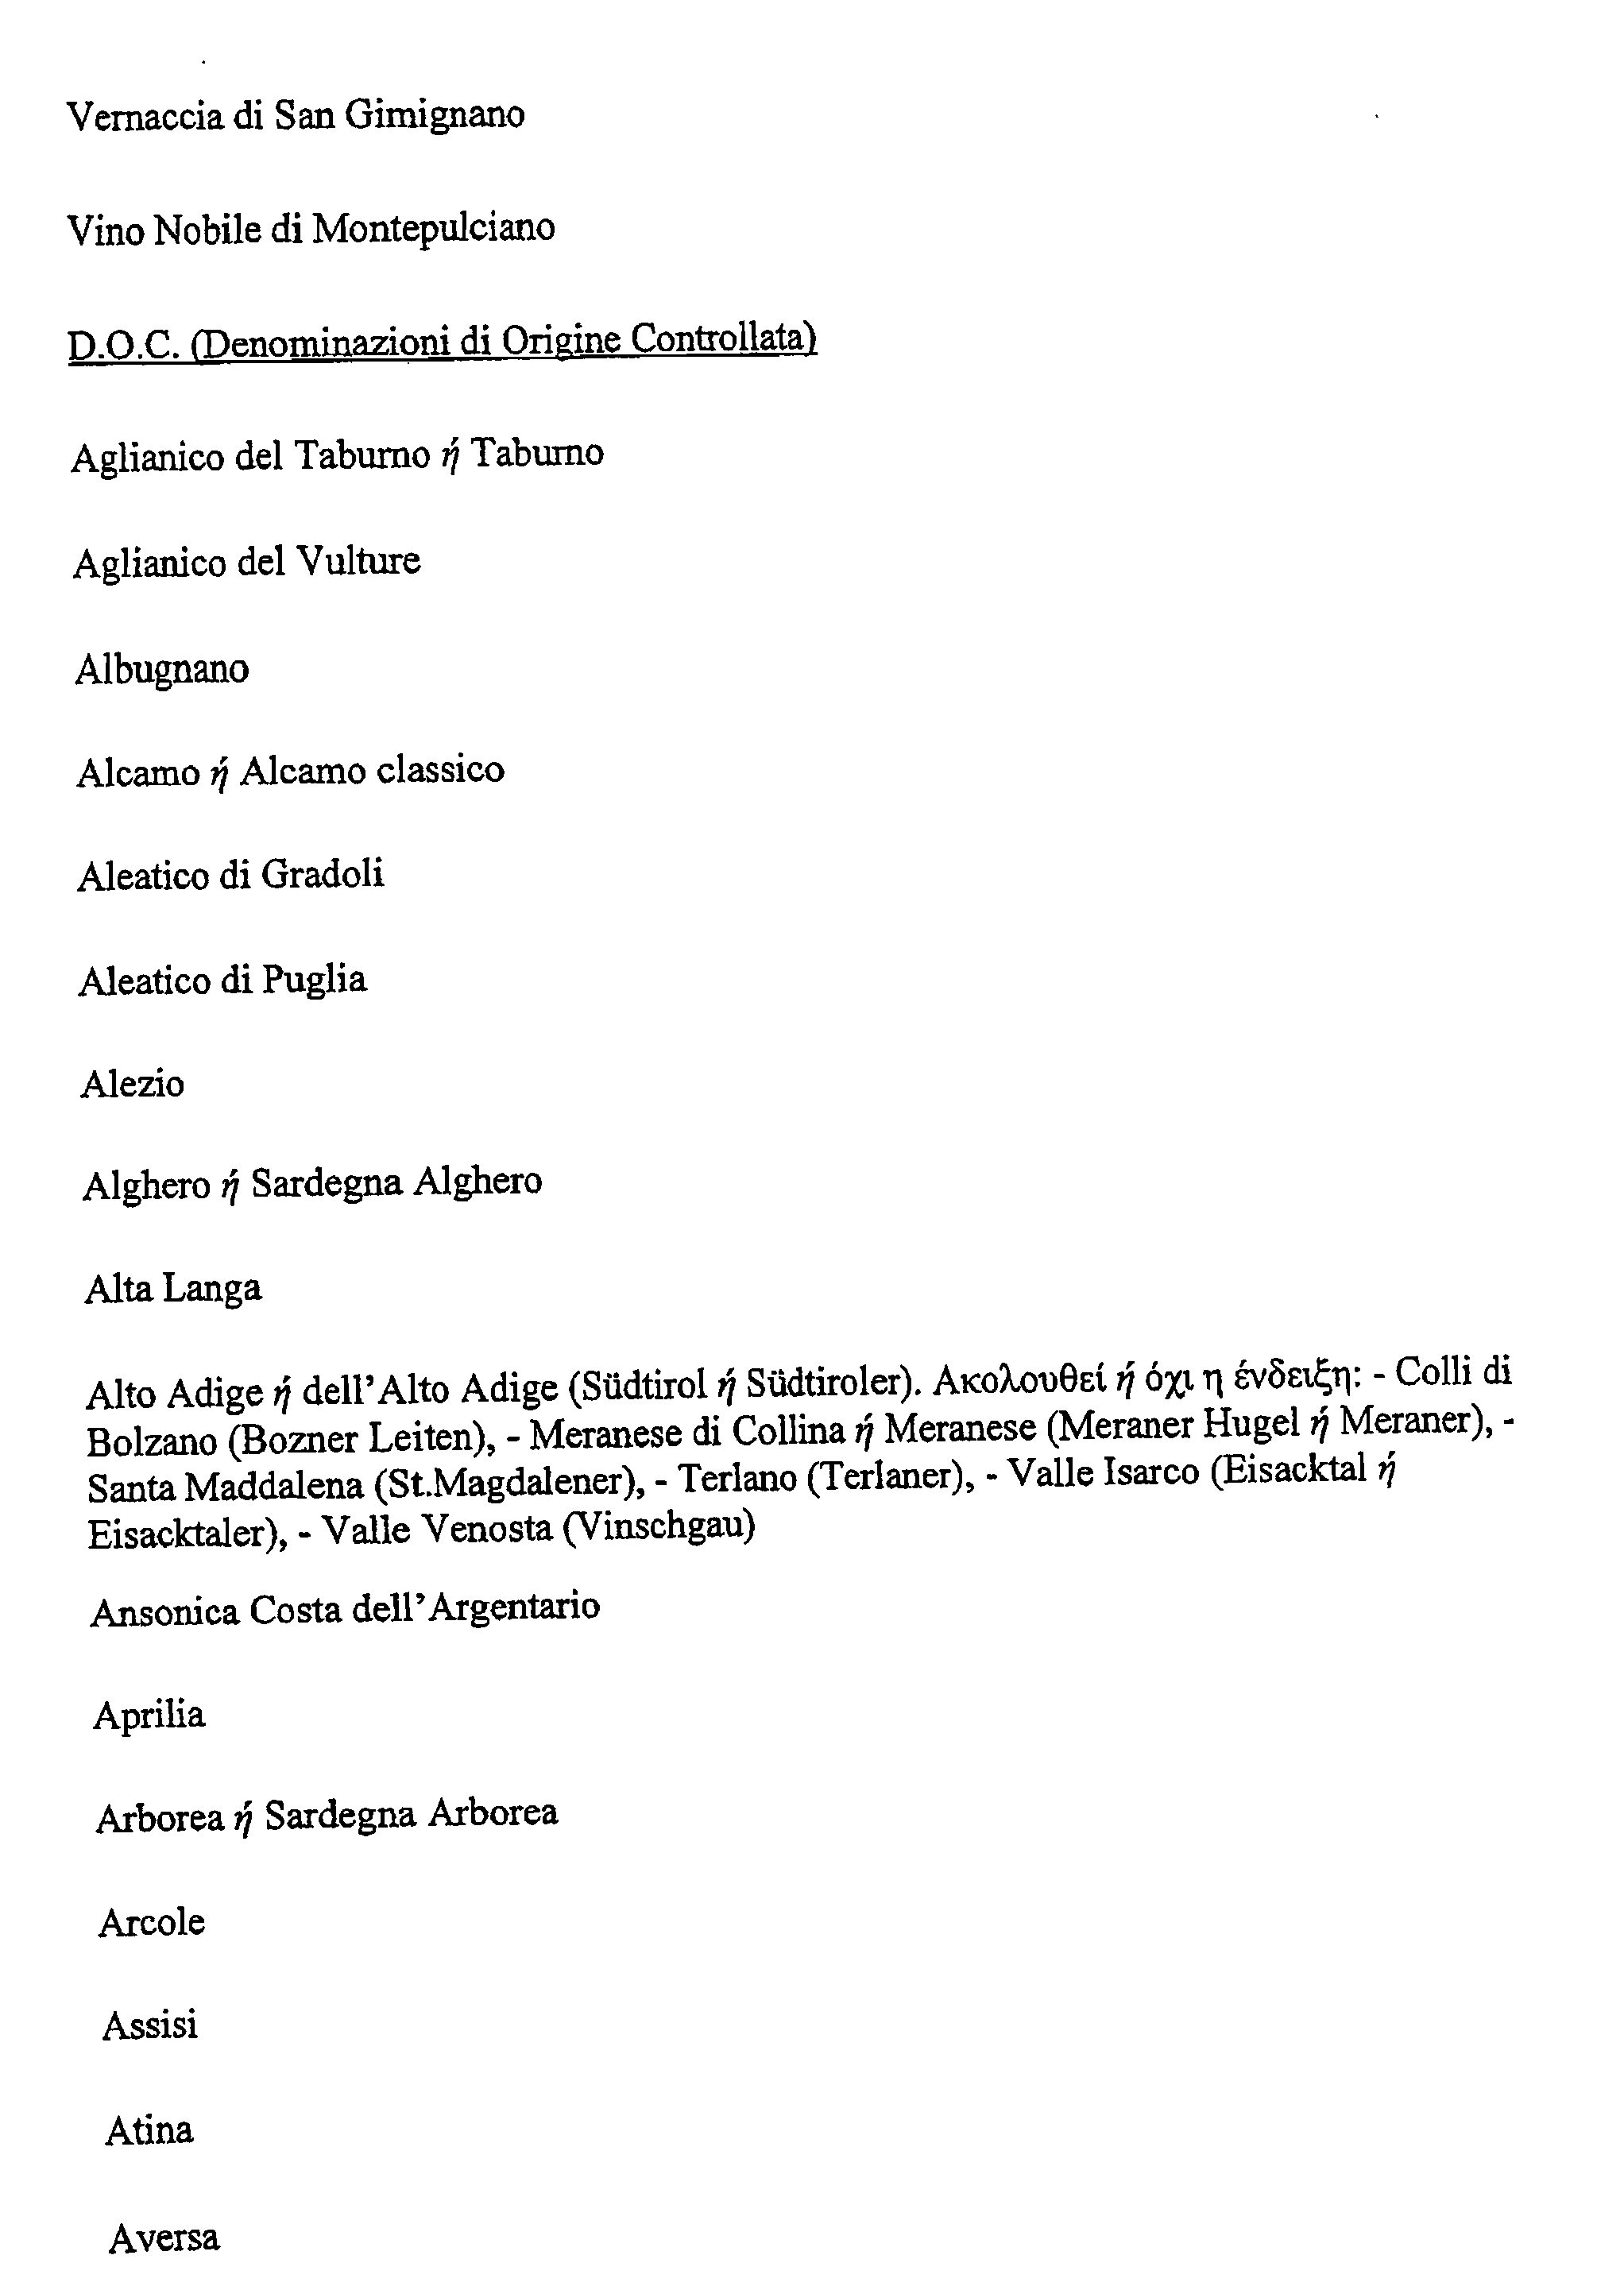 Vernaccia di San Gimignano
Vino Nobile di Montepulciano
D.O.C. (Denominazioni di Origine Controllata)
Aglianico del Taburno ή Taburno
Aglianico del Vulture
Albugnano
Alcamo ή Alcamo classico
Aleatico di Gradoli
Aleatico di Puglia
Alezio
Alghero ή Sardegna Alghero
Alta Langa
Alto Adige ή dell’Alto Adige (Südtirol ή Südtiroler). Ακολουθεί ή όχι η ένδειξη: - Colli di
Bolzano (Bozner Leiten), - Meranese di Collina ή Meranese (Meraner Hugel ή Meraner), -
Santa Maddalena (St.Magdalener), - Terlano (Terlaner), - Valle Isarco (Eisacktal ή
Eisacktaler), - Valle Venosta (Vinschgau)
Ansonica Costa dell’Argentario
Aprilia
Arborea ή Sardegna Arborea
Arcole
Assisi
Atina
Aversa